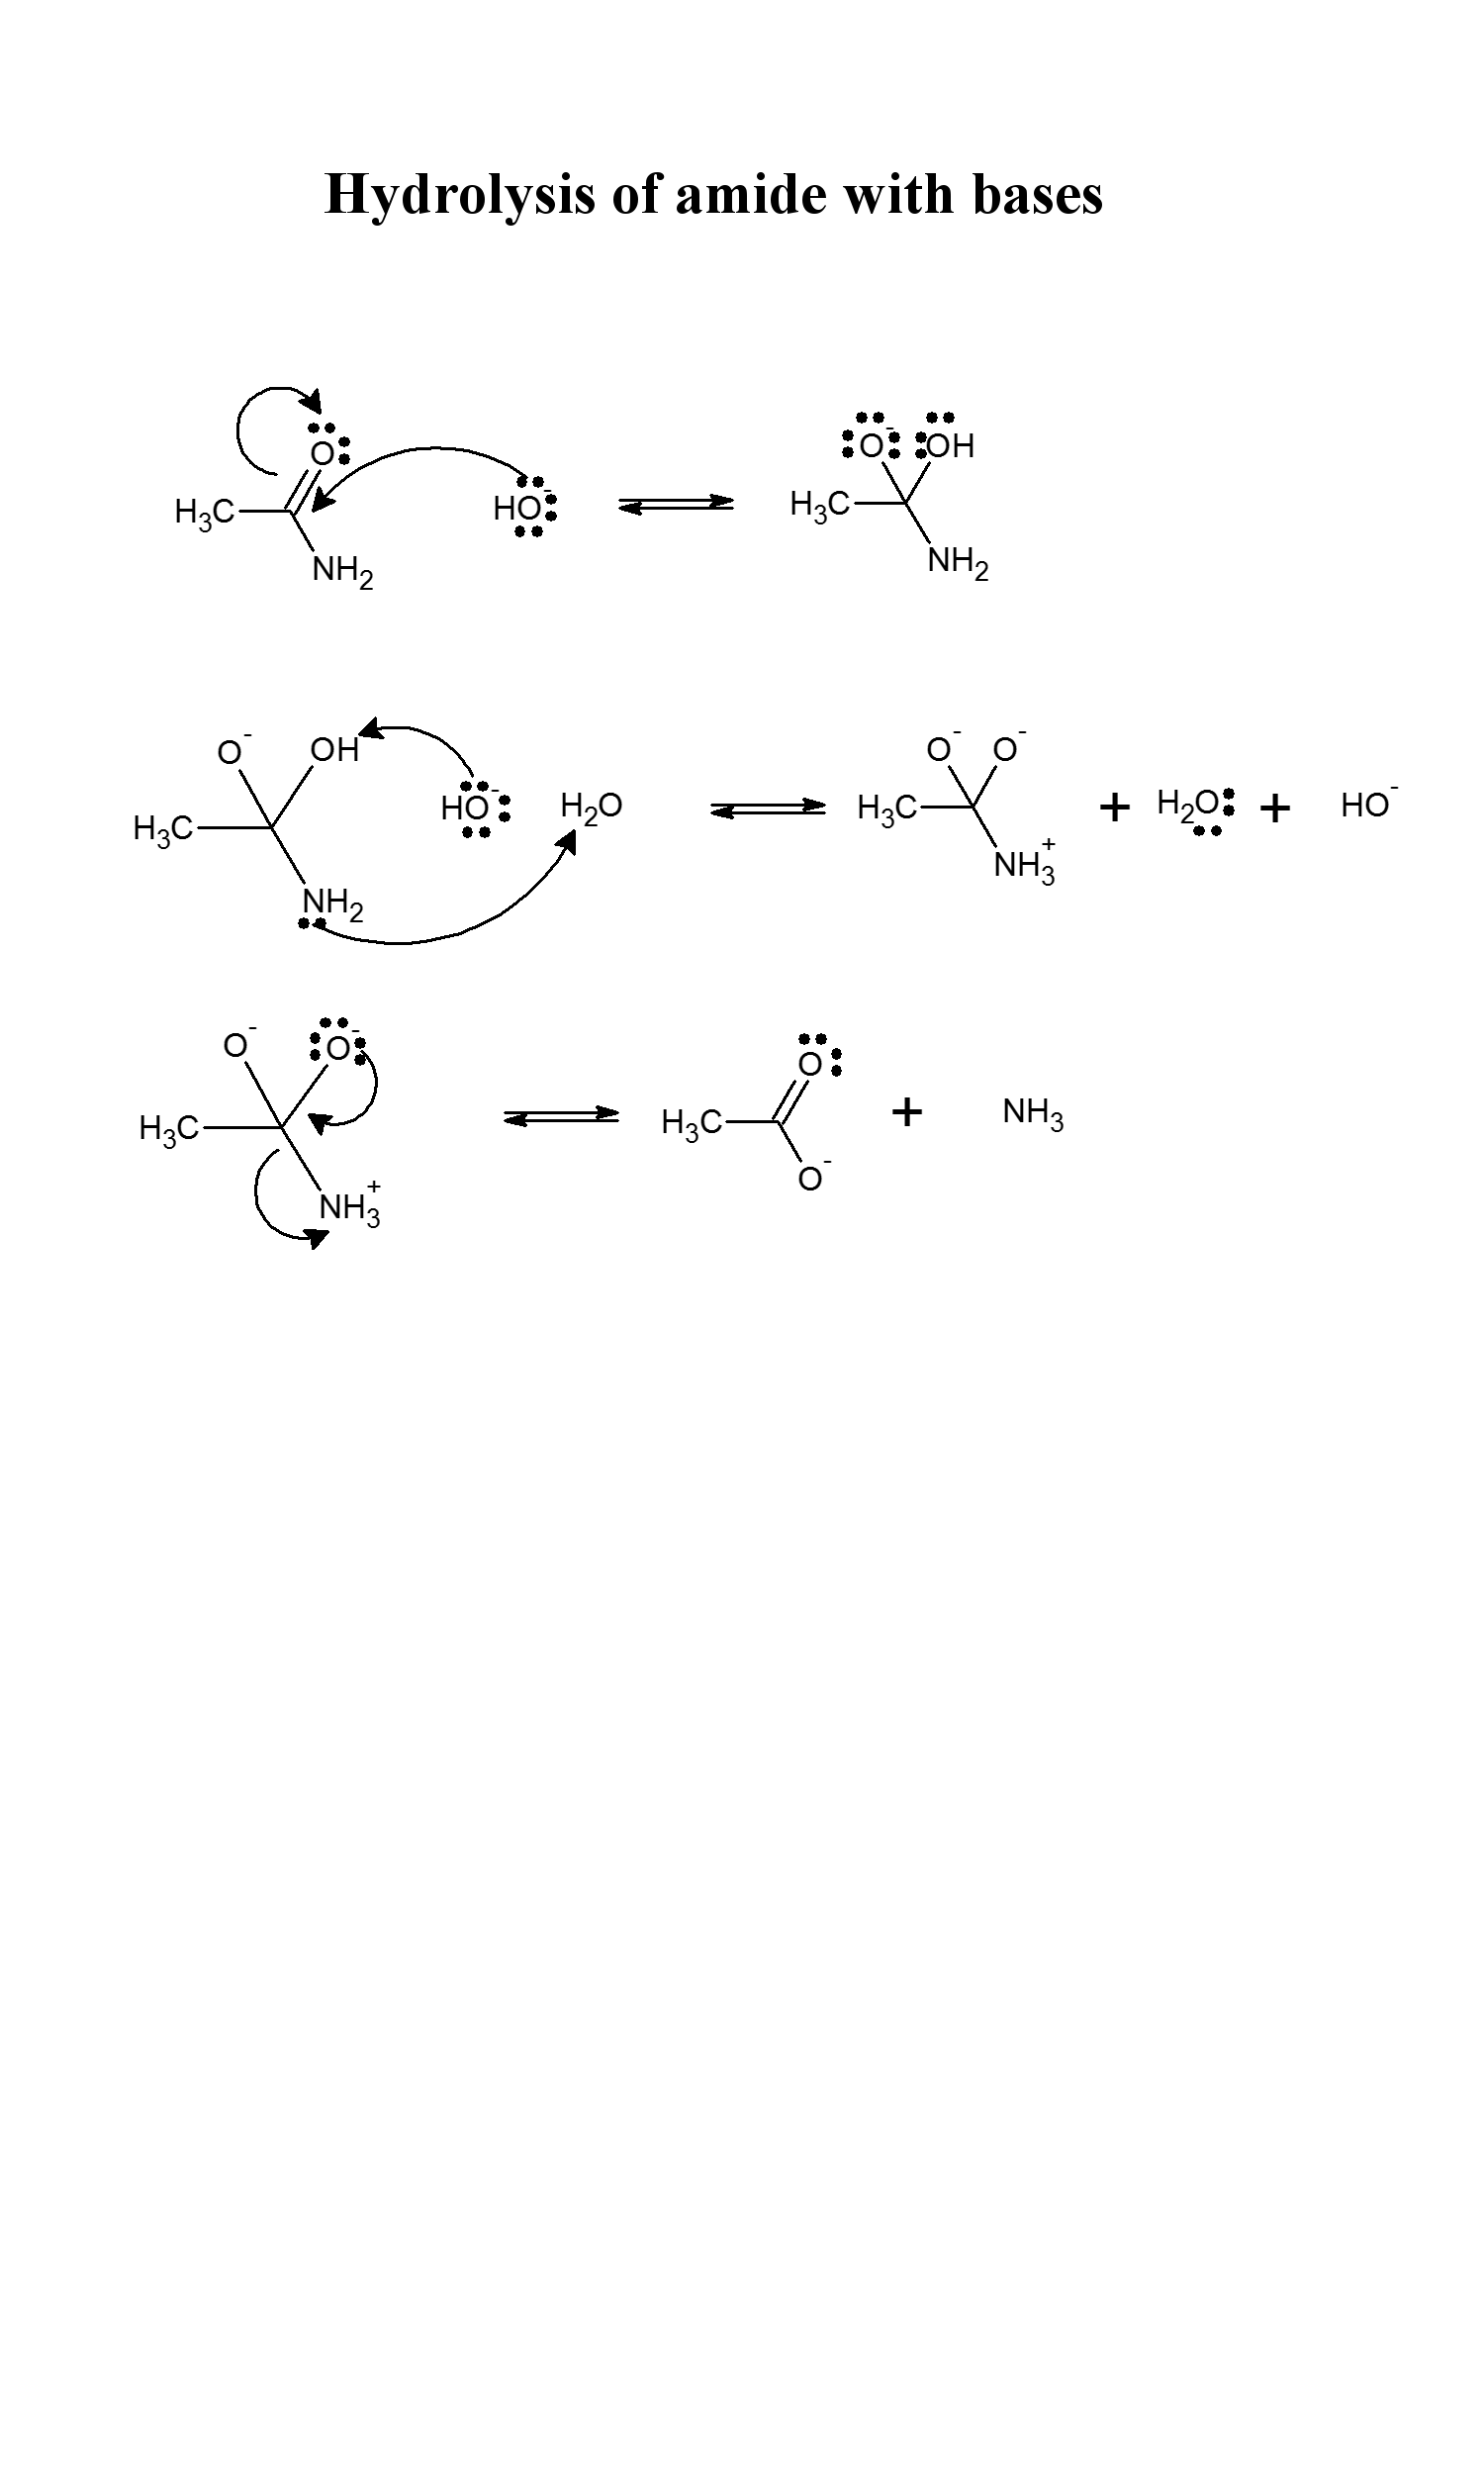 Hydrolysis of amide with bases
O
H₃C
NH₂
HO⁻
O⁻ OH
H₃C
NH₂
O⁻ OH
H₃C
NH₂
HO⁻ H₂O
O⁻ O⁻
H₃C
NH₃⁺
+ H₂O + HO⁻
O⁻ O⁻
H₃C
NH₃⁺
O
H₃C
O⁻
+ NH₃